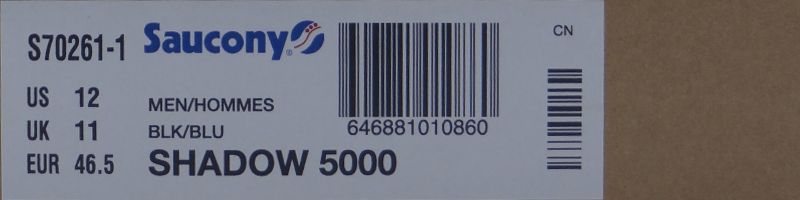 S70261-1
Saucony®
US 12
UK 11
EUR 46.5
MEN/HOMMES
BLK/BLU
SHADOW 5000
646881010860
CN